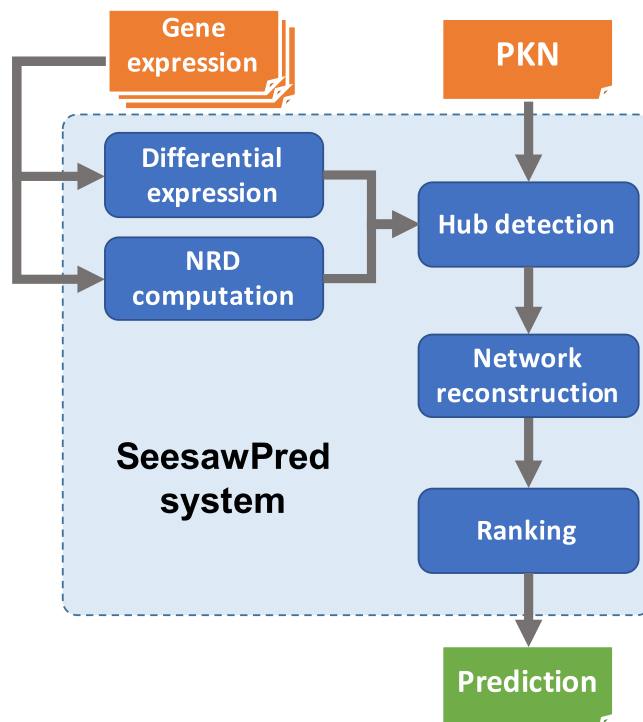 Gene
expression
PKN
Differential
expression
NRD
computation
Hub detection
Network
reconstruction
SeesawPred
system
Ranking
Prediction